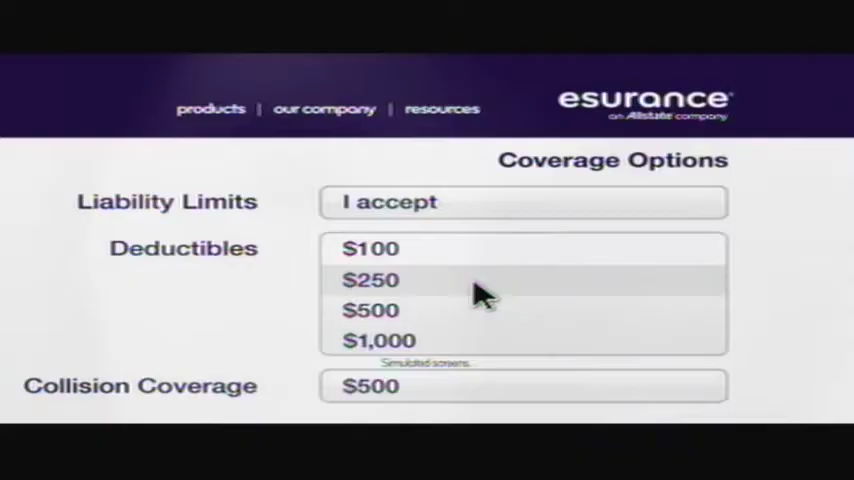 products | our company | resources
esurance®
an Allstate company
Coverage Options
Liability Limits I accept
Deductibles $100
$250
$500
$1,000
Simulated screens.
Collision Coverage $500